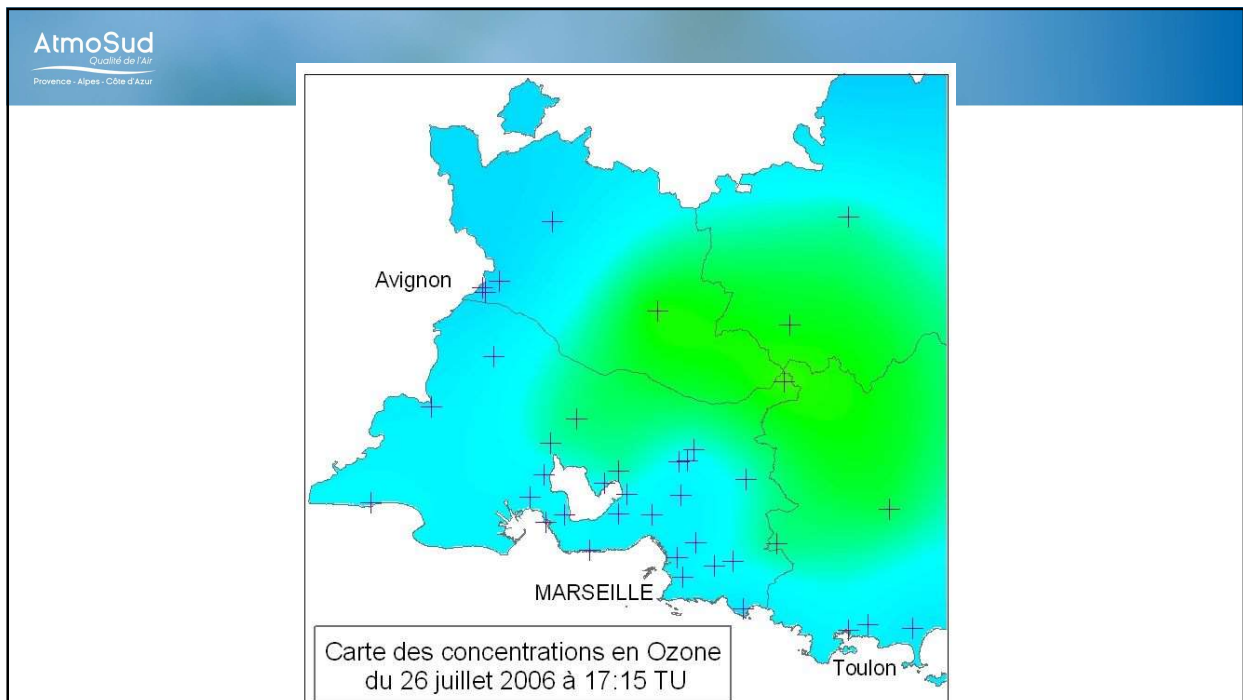 AtmoSud
Qualité de l'Air
Provence - Alpes - Côte d'Azur
Avignon
MARSEILLE
Toulon
Carte des concentrations en Ozone
du 26 juillet 2006 à 17:15 TU